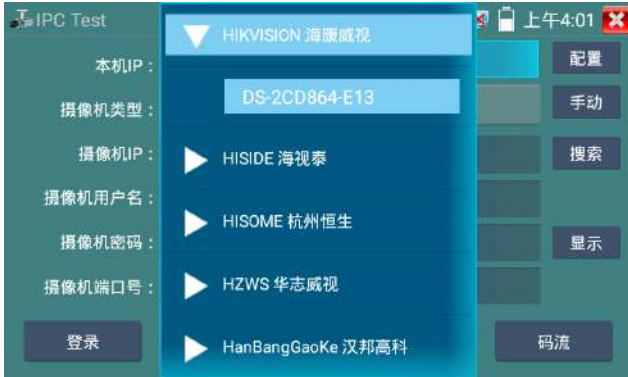 IPC Test
上午4:01
HIKVISION 海康威视
本机IP：
配置
DS-2CD864-E13
摄像机类型：
手动
摄像机IP：
HISIDE 海视泰
搜索
摄像机用户名：
HISOME 杭州恒生
摄像机密码：
显示
摄像机端口号：
HZWS 华志威视
登录
HanBangGaoKe 汉邦高科
码流